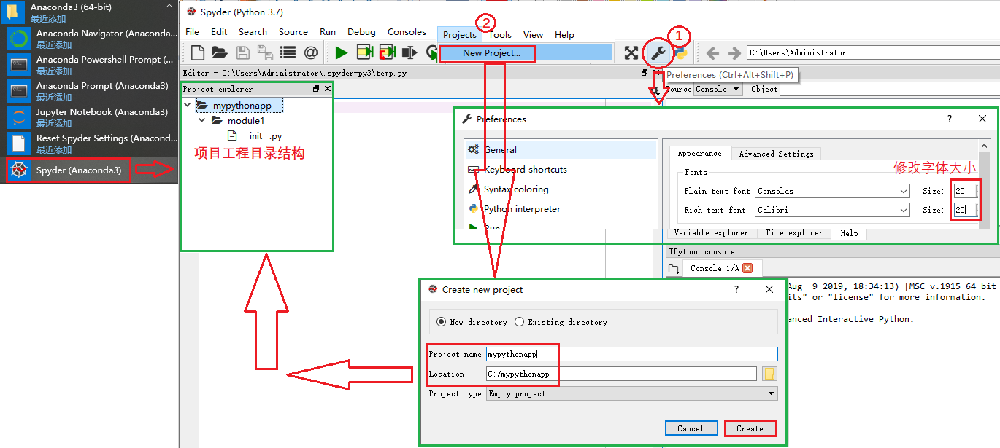 Anaconda3 (64-bit)
最近添加
Anaconda Navigator (Anaconda...
最近添加
Anaconda Powershell Prompt (...
最近添加
Anaconda Prompt (Anaconda3)
最近添加
Jupyter Notebook (Anaconda3)
最近添加
Reset Spyder Settings (Anacond...
最近添加
Spyder (Anaconda3)
Spyder (Python 3.7)
File Edit Search Source Run Debug Consoles Projects Tools View Help
②
①
New Project...
C:\Users\Administrator
Editor - C:\Users\Administrator\.spyder-py3\temp.py
Preferences (Ctrl+Alt+Shift+P)
Source Console Object
Project explorer
mypythonapp
module1
__init__.py
项目工程目录结构
Preferences
General
Keyboard shortcuts
Syntax coloring
Python interpreter
Run
Appearance Advanced Settings
修改字体大小
Fonts
Plain text font Consolas Size: 20
Rich text font Calibri Size: 20
Variable explorer File explorer Help
IPython console
Console 1/A
Aug 9 2019, 18:34:13) [MSC v.1915 64 bit
its" or "license" for more information.
anced Interactive Python.
Create new project
New directory Existing directory
Project name mypythonapp
Location C:/mypythonapp
Project type Empty project
Cancel Create